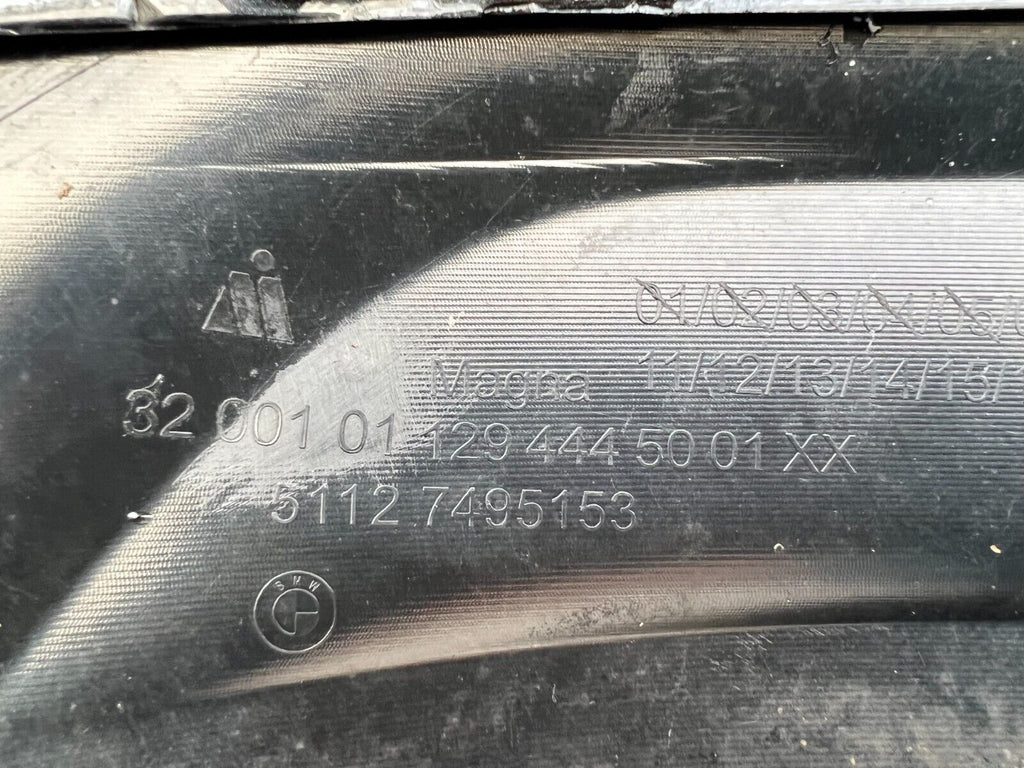 01/02/03/04/05/
Magna 11/12/13/14/15/
32 001 01 129 444 50 01 XX
5112 7495153
BMW